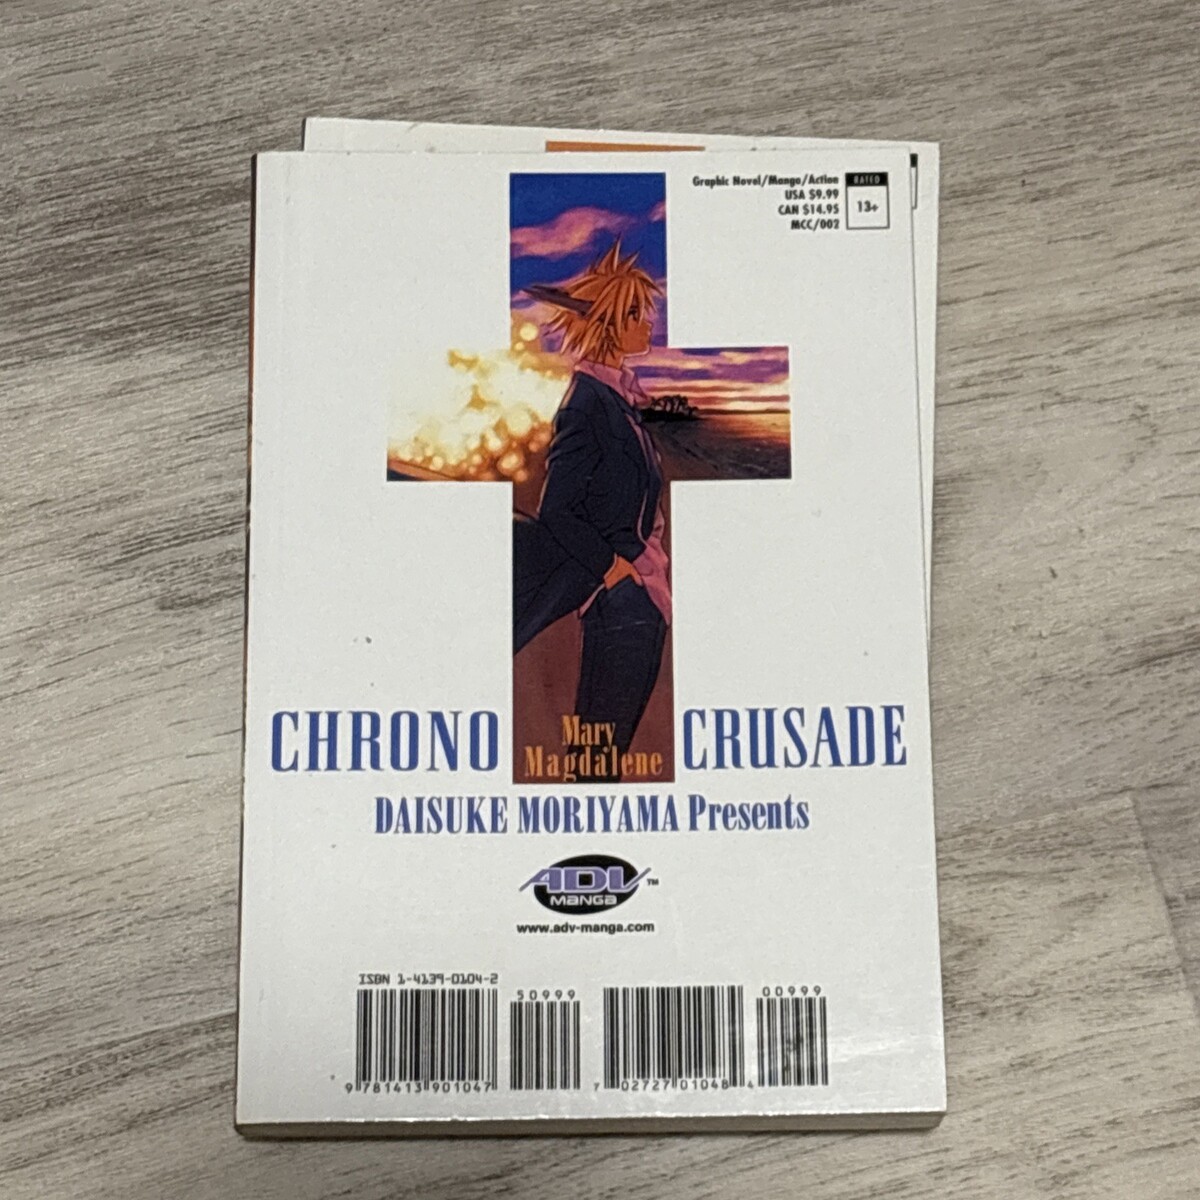 Graphic Novel/Manga/Action
USA $9.99
CAN $14.95
MCC/002
RATED
13+
CHRONO CRUSADE
Mary
Magdalene
DAISUKE MORIYAMA Presents
ADV™
MANGA
www.adv-manga.com
ISBN 1-4139-0104-2
50999
00999
9 781413 901047
7 02727 01048 4